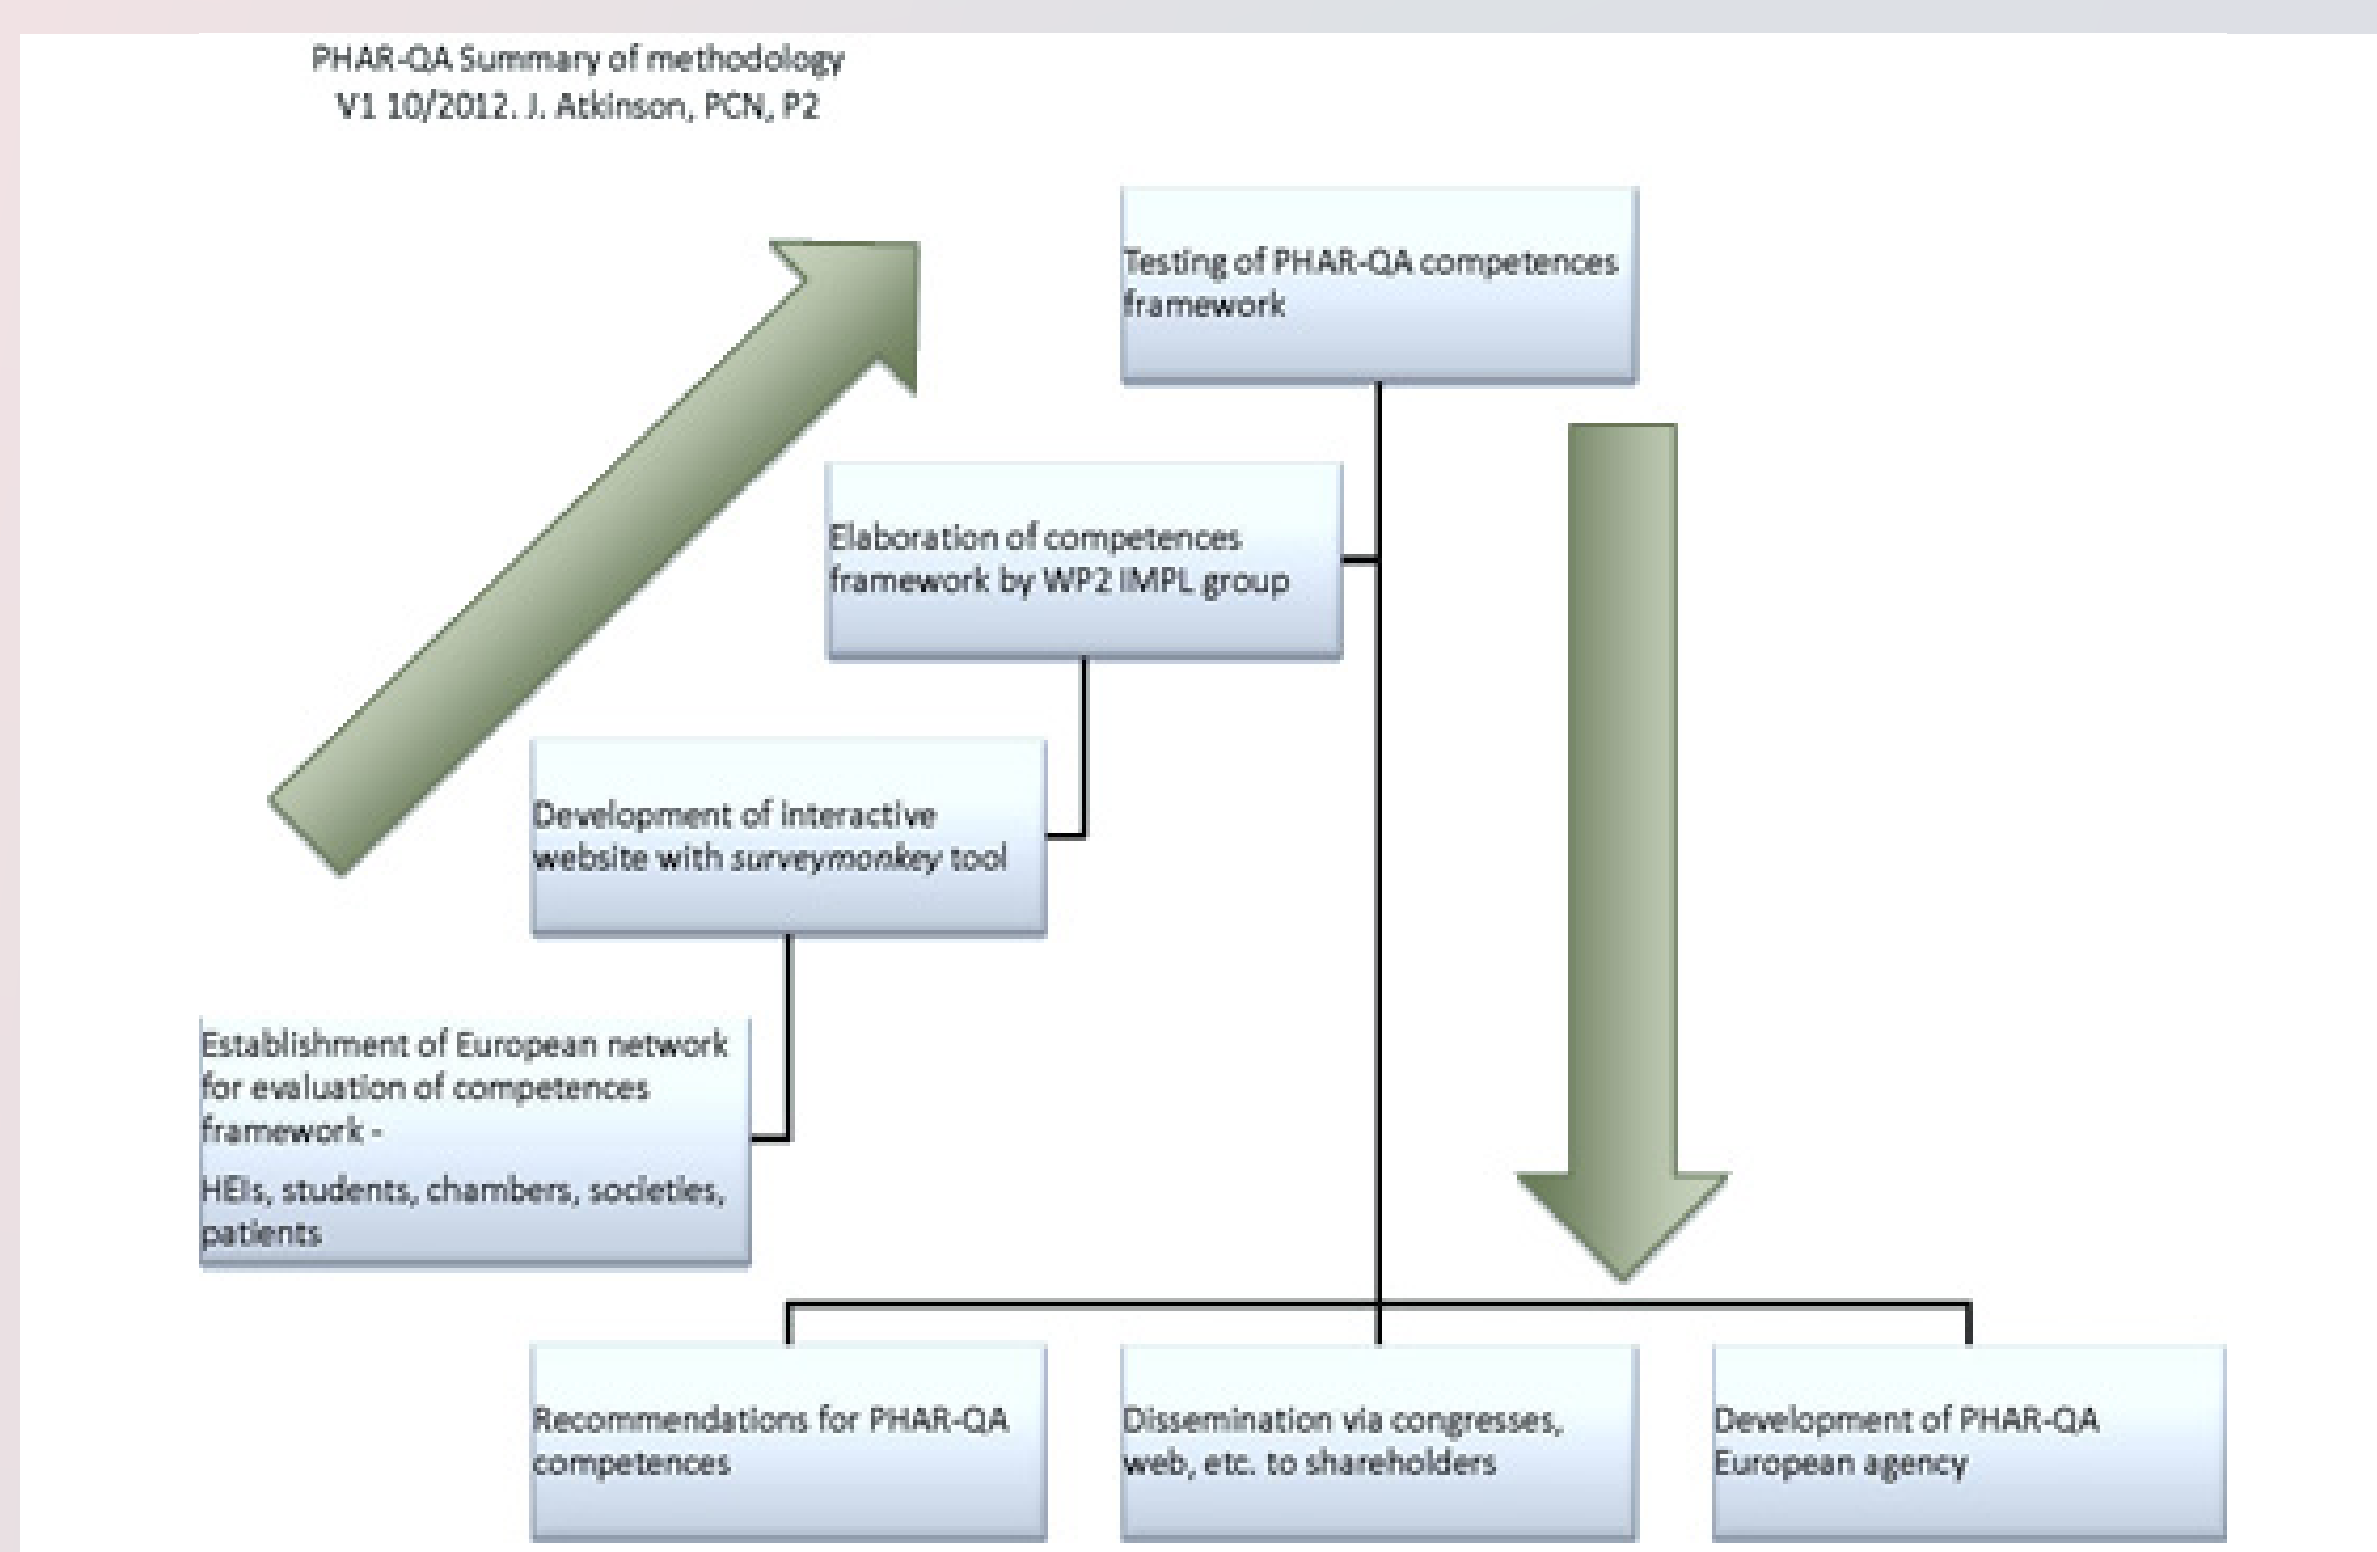 PHAR-QA Summary of methodology
V1 10/2012. J. Atkinson, PCN, P2
Testing of PHAR-QA competences
framework
Elaboration of competences
framework by WP2 IMPL group
Development of interactive
website with surveymonkey tool
Establishment of European network
for evaluation of competences
framework -
HEIs, students, chambers, societies,
patients
Recommendations for PHAR-QA
competences
Dissemination via congresses,
web, etc. to shareholders
Development of PHAR-QA
European agency